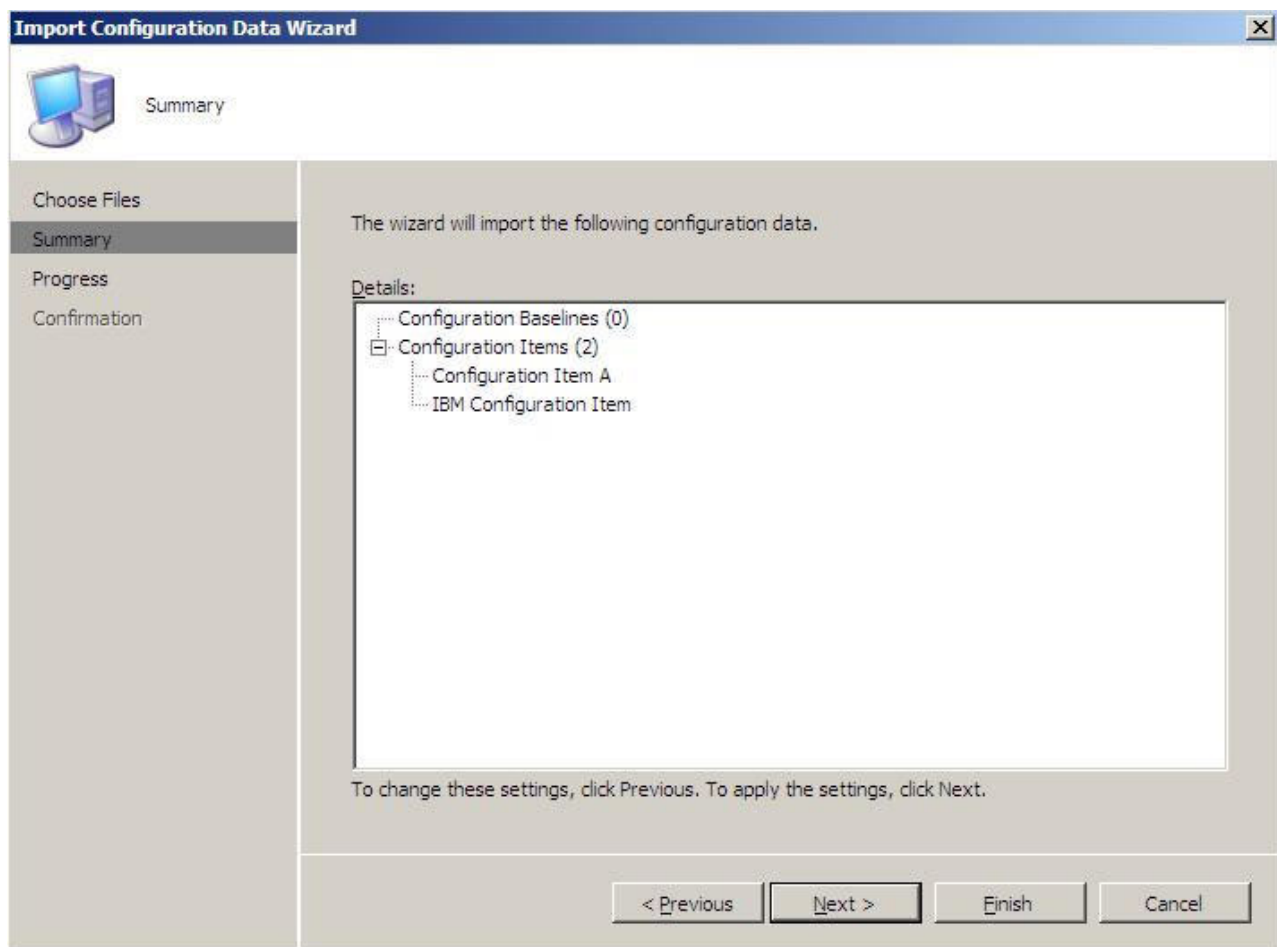 Import Configuration Data Wizard
Summary
Choose Files
Summary
Progress
Confirmation
The wizard will import the following configuration data.
Details:
Configuration Baselines (0)
Configuration Items (2)
Configuration Item A
IBM Configuration Item
To change these settings, click Previous. To apply the settings, click Next.
< Previous
Next >
Finish
Cancel